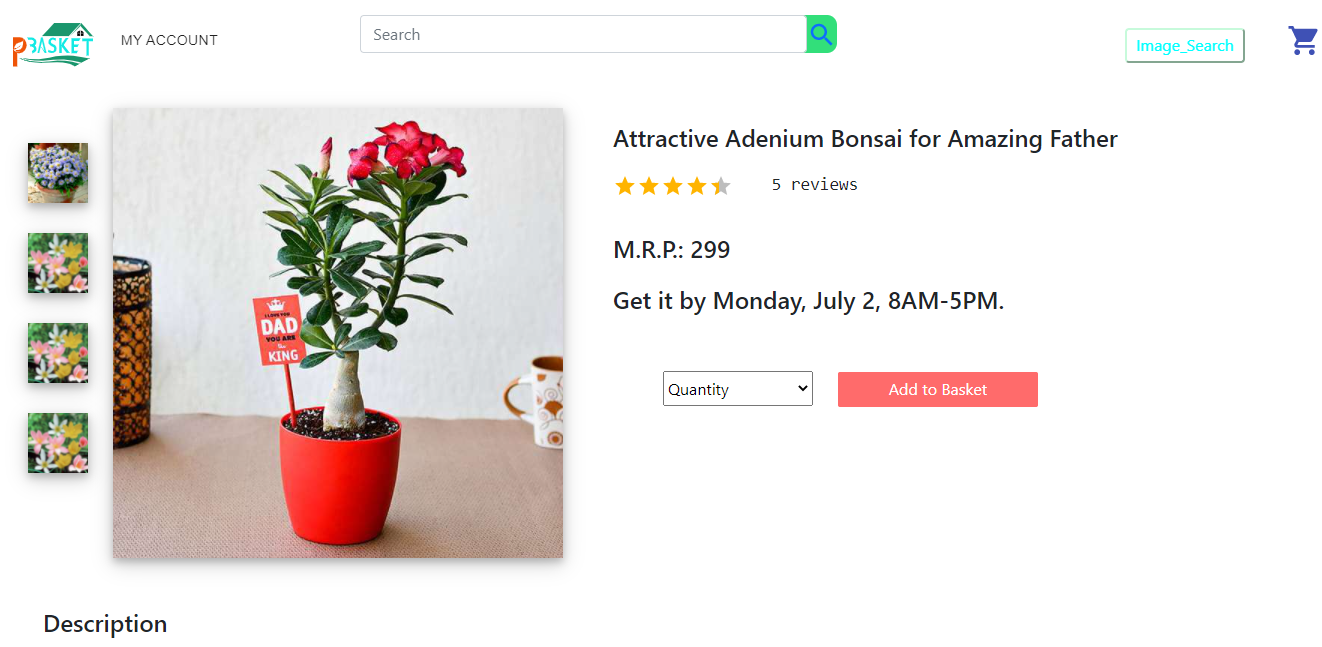 PBASKET
MY ACCOUNT
Search
Image_Search
Attractive Adenium Bonsai for Amazing Father
5 reviews
M.R.P.: 299
Get it by Monday, July 2, 8AM-5PM.
Quantity
Add to Basket
I LOVE YOU
DAD
YOU ARE
the
KING
Description